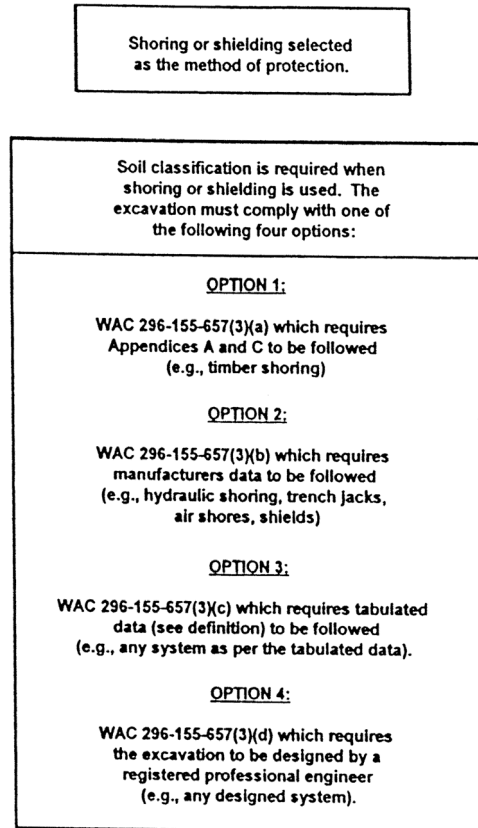 Shoring or shielding selected
as the method of protection.
Soil classification is required when
shoring or shielding is used. The
excavation must comply with one of
the following four options:
OPTION 1:
WAC 296-155-657(3)(a) which requires
Appendices A and C to be followed
(e.g., timber shoring)
OPTION 2:
WAC 296-155-657(3)(b) which requires
manufacturers data to be followed
(e.g., hydraulic shoring, trench jacks,
air shores, shields)
OPTION 3:
WAC 296-155-657(3)(c) which requires tabulated
data (see definition) to be followed
(e.g., any system as per the tabulated data).
OPTION 4:
WAC 296-155-657(3)(d) which requires
the excavation to be designed by a
registered professional engineer
(e.g., any designed system).